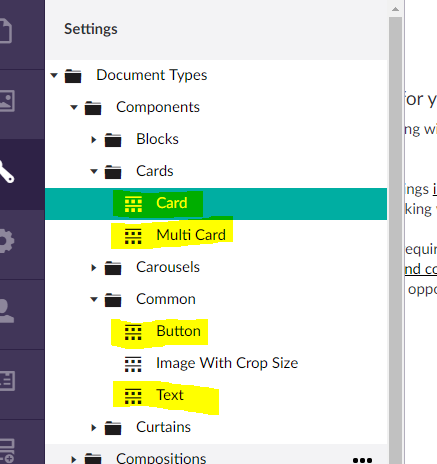 Settings
for y
Document Types
Components
ng wi
Blocks
Cards
ngs i
Card
king
Multi Card
equir
Carousels
nd co
oppo
Common
Button
Image With Crop Size
Text
Curtains
Compositions